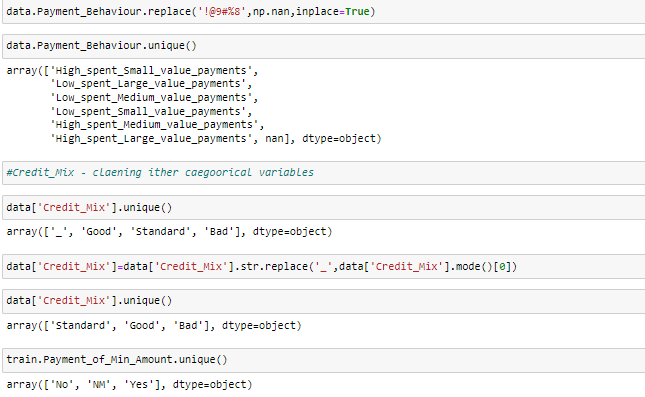 data.Payment_Behaviour.replace('!@9#%8',np.nan,inplace=True)
data.Payment_Behaviour.unique()
array(['High_spent_Small_value_payments',
'Low_spent_Large_value_payments',
'Low_spent_Medium_value_payments',
'Low_spent_Small_value_payments',
'High_spent_Medium_value_payments',
'High_spent_Large_value_payments', nan], dtype=object)
#Credit_Mix - claening ither caegoorical variables
data['Credit_Mix'].unique()
array(['_', 'Good', 'Standard', 'Bad'], dtype=object)
data['Credit_Mix']=data['Credit_Mix'].str.replace('_',data['Credit_Mix'].mode()[0])
data['Credit_Mix'].unique()
array(['Standard', 'Good', 'Bad'], dtype=object)
train.Payment_of_Min_Amount.unique()
array(['No', 'NM', 'Yes'], dtype=object)